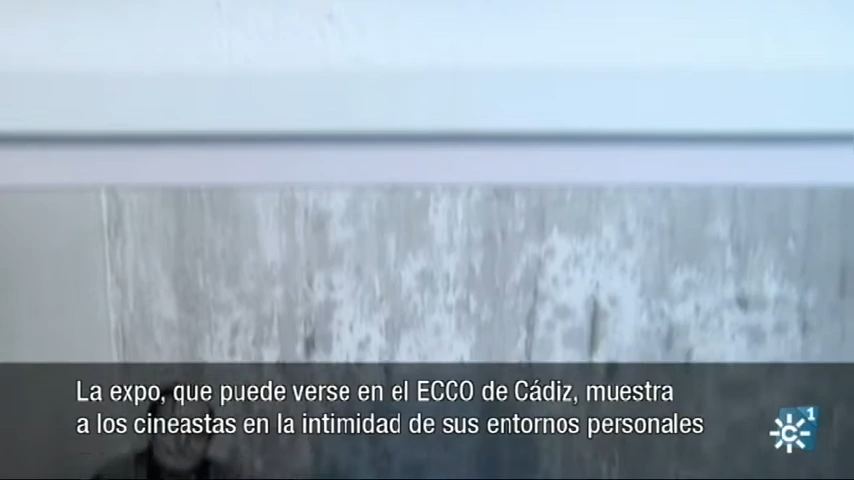 La expo, que puede verse en el ECCO de Cádiz, muestra
a los cineastas en la intimidad de sus entornos personales
C 1